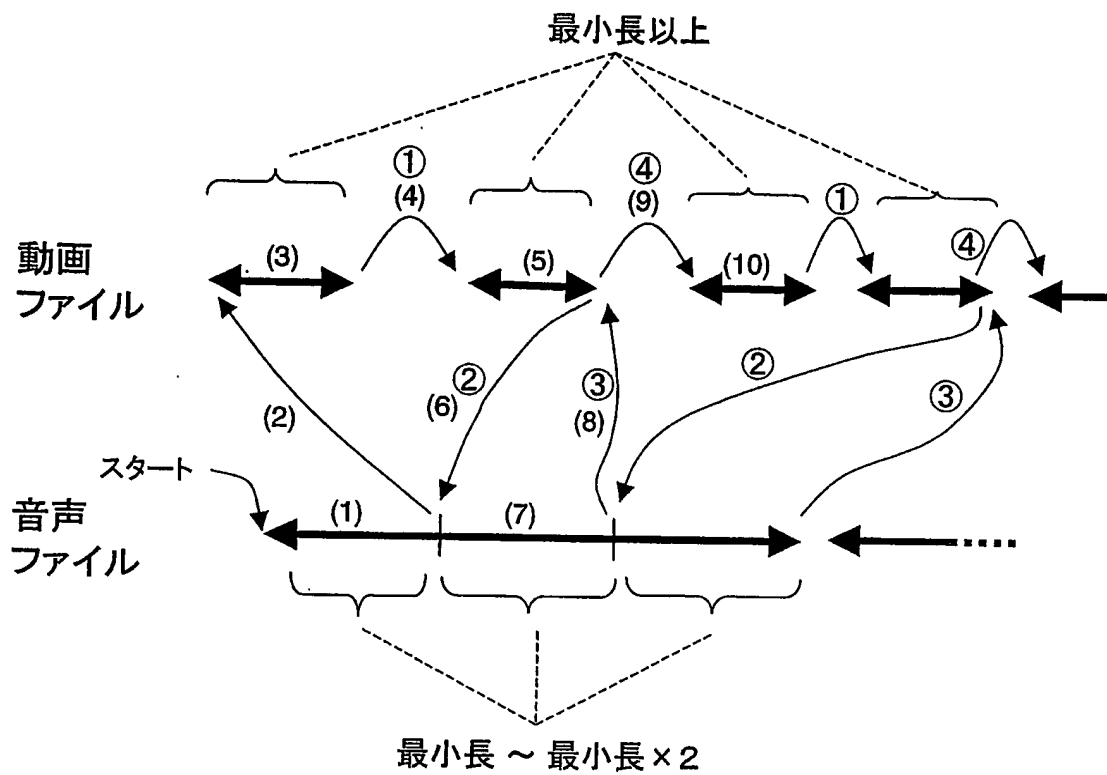 最小長以上
① ④ ①
(4) (9)
④
動画
ファイル
(3) (5) (10)
② ③ ② ③
(2) (6) (8)
スタート
音声
ファイル
(1) (7)
最小長 ～ 最小長×2